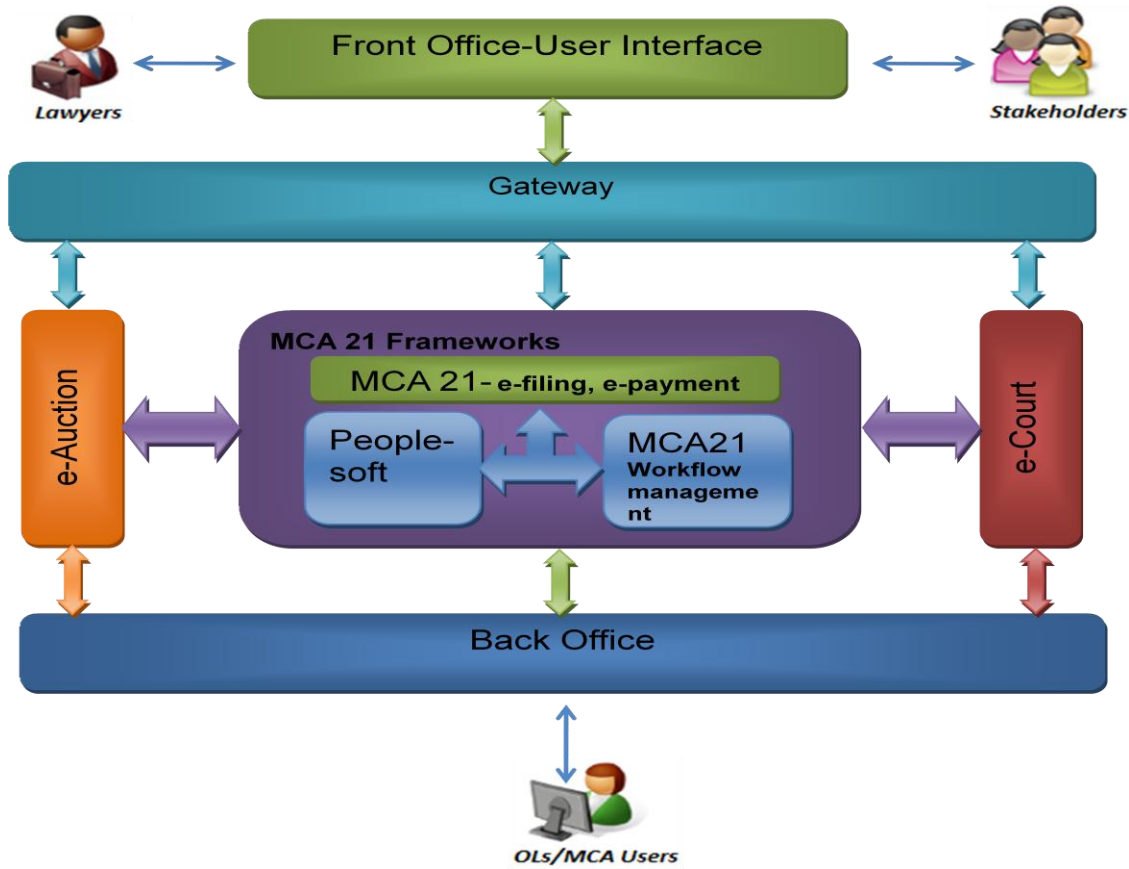 Front Office-User Interface
Lawyers
Stakeholders
Gateway
e-Auction
MCA 21 Frameworks
MCA 21- e-filing, e-payment
People-
soft
MCA21
Workflow
manageme
nt
e-Court
Back Office
OLs/MCA Users